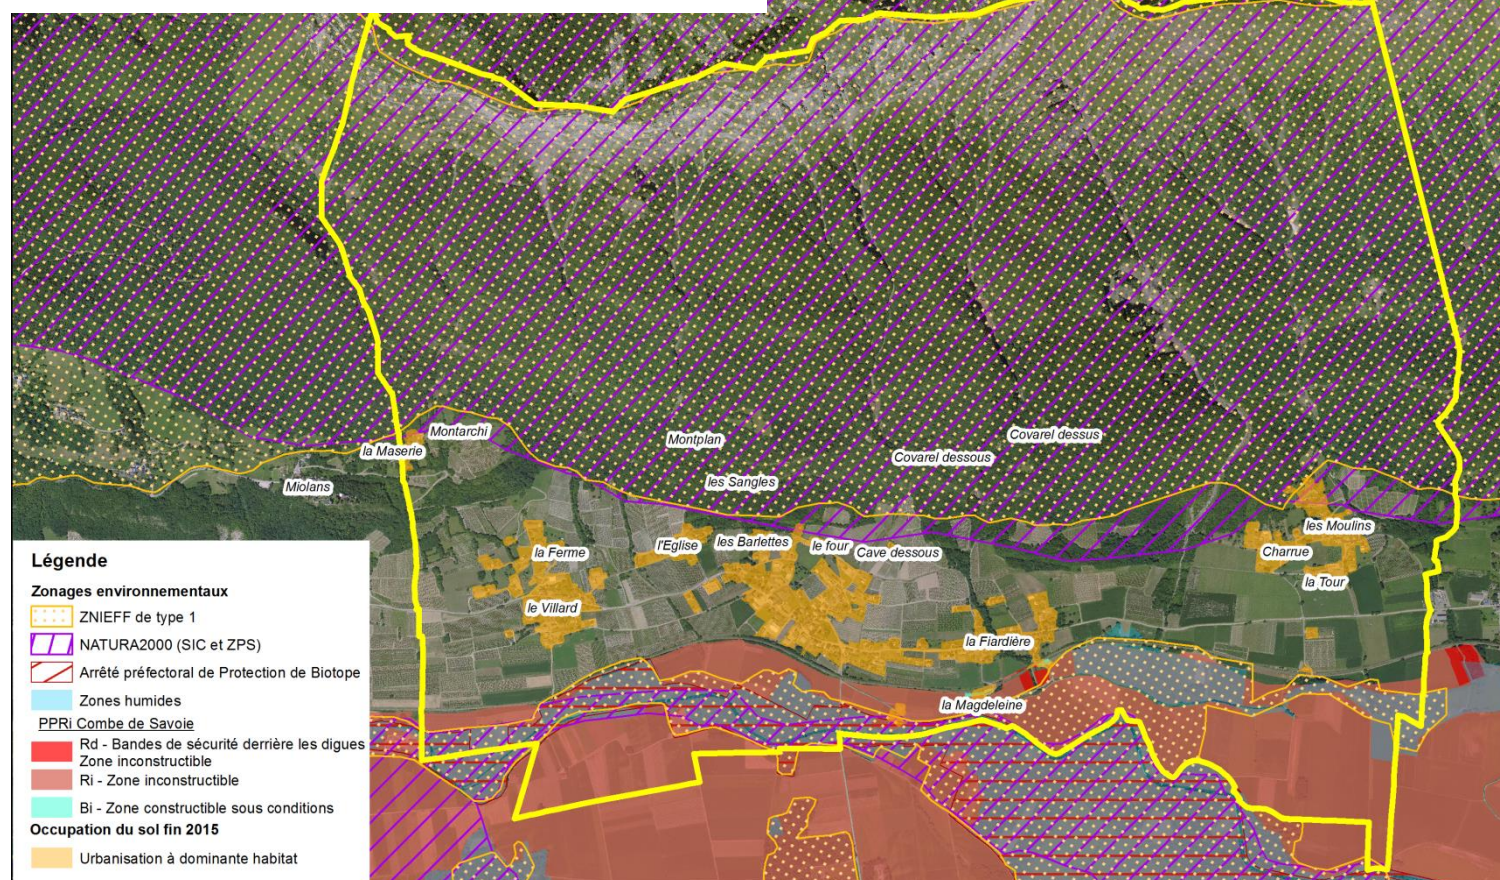 Covarel dessus
Montarchi
Montplan
la Maserie
Covarel dessous
les Sangles
Miolans
les Moulins
l'Eglise
les Barlettes
le four
la Ferme
Cave dessous
Charrue
la Tour
le Villard
la Fiardière
la Magdeleine
Légende
Zonages environnementaux
ZNIEFF de type 1
NATURA2000 (SIC et ZPS)
Arrêté préfectoral de Protection de Biotope
Zones humides
PPRi Combe de Savoie
Rd - Bandes de sécurité derrière les digues
Zone inconstructible
Ri - Zone inconstructible
Bi - Zone constructible sous conditions
Occupation du sol fin 2015
Urbanisation à dominante habitat